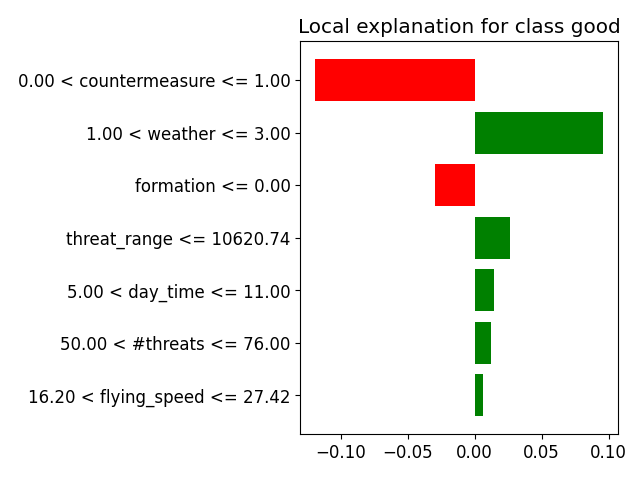 Local explanation for class good
0.00 < countermeasure <= 1.00
1.00 < weather <= 3.00
formation <= 0.00
threat_range <= 10620.74
5.00 < day_time <= 11.00
50.00 < #threats <= 76.00
16.20 < flying_speed <= 27.42
−0.10 −0.05 0.00 0.05 0.10